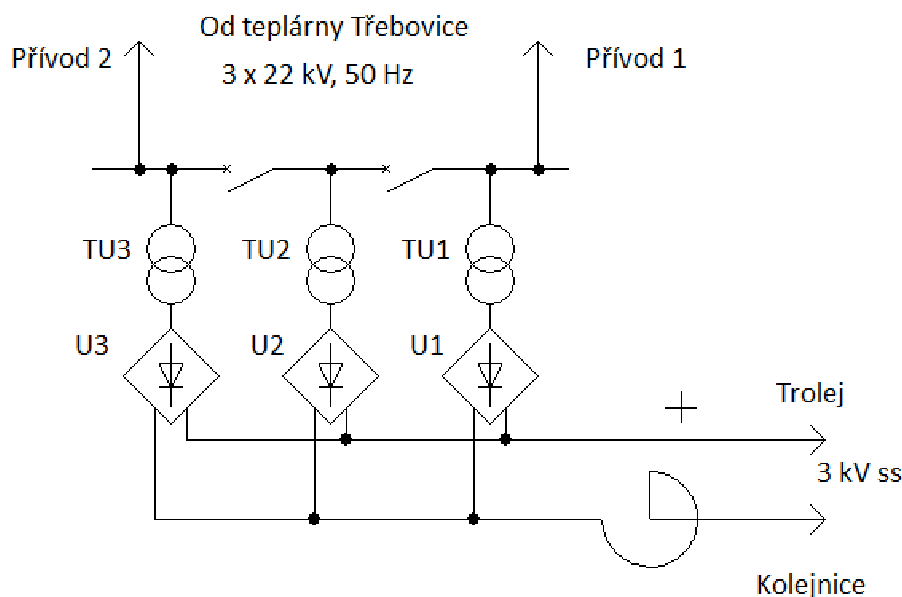 Od teplárny Třebovice
Přívod 2
Přívod 1
3 x 22 kV, 50 Hz
TU3
TU2
TU1
U3
U2
U1
+
Trolej
3 kV ss
Kolejnice